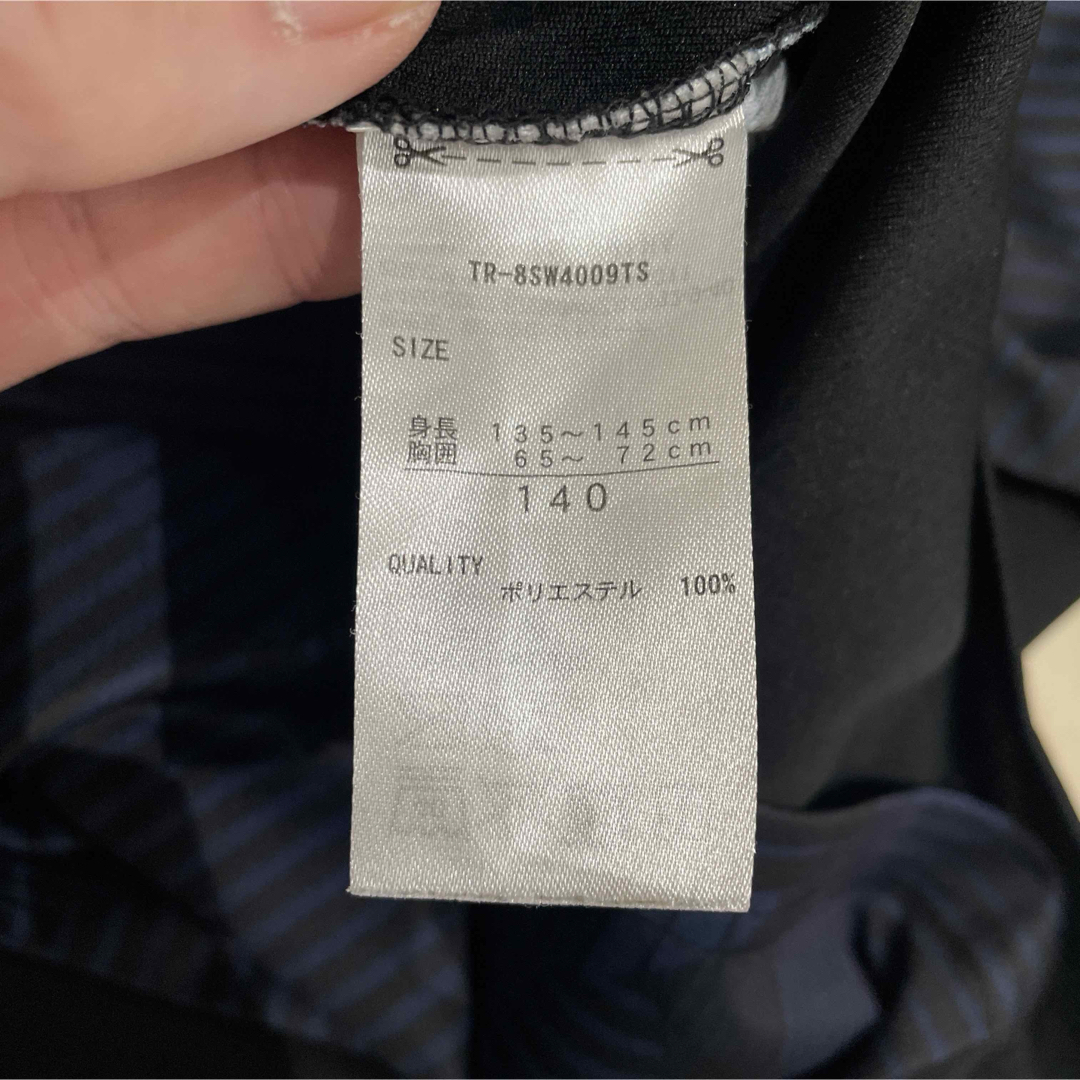 TR-8SW4009TS
SIZE
身長 135～145cm
胸囲 65～ 72cm
140
QUALITY
ポリエステル 100%